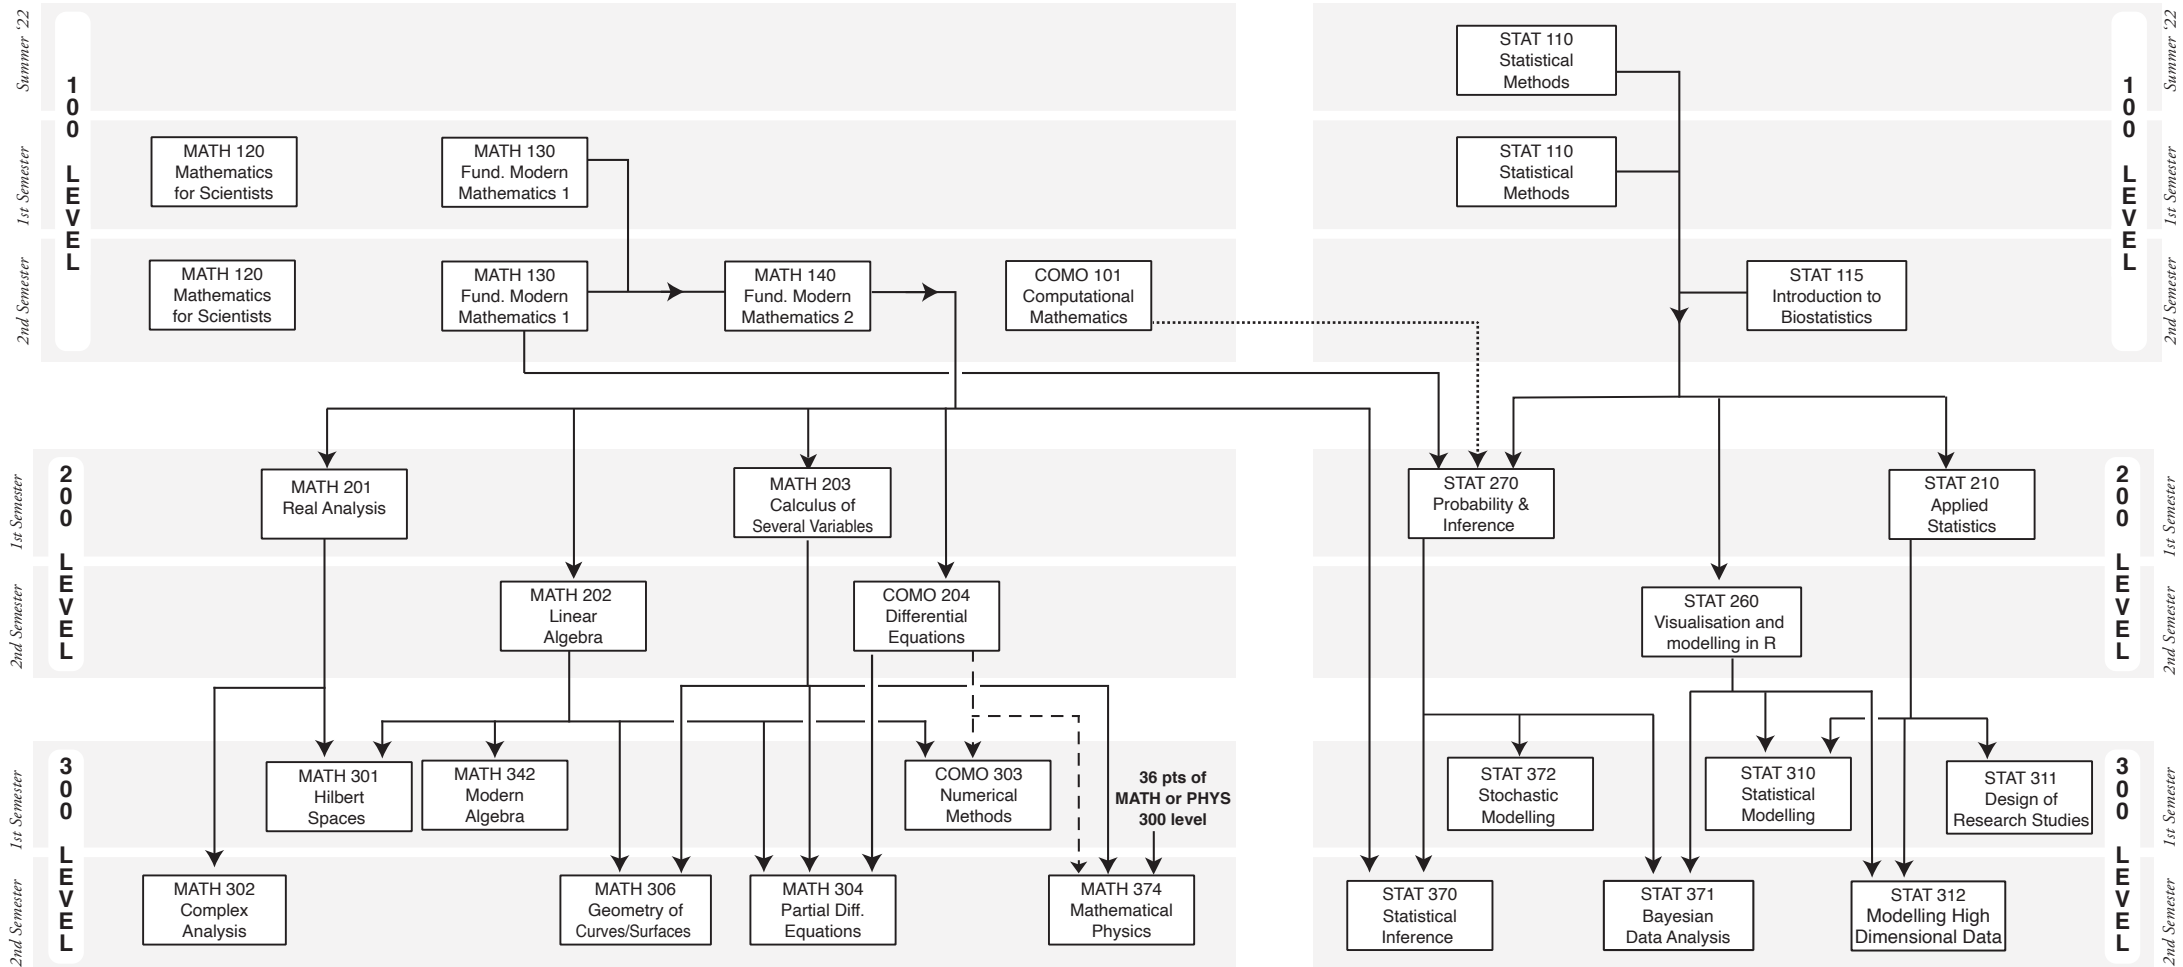 Summer '22
1st Semester
2nd Semester
100 LEVEL
STAT 110
Statistical
Methods
100 LEVEL
Summer '22
1st Semester
2nd Semester
MATH 120
Mathematics
for Scientists
MATH 130
Fund. Modern
Mathematics 1
STAT 110
Statistical
Methods
MATH 120
Mathematics
for Scientists
MATH 130
Fund. Modern
Mathematics 1
MATH 140
Fund. Modern
Mathematics 2
COMO 101
Computational
Mathematics
STAT 115
Introduction to
Biostatistics
1st Semester
2nd Semester
200 LEVEL
MATH 201
Real Analysis
MATH 203
Calculus of
Several Variables
STAT 270
Probability &
Inference
STAT 210
Applied
Statistics
200 LEVEL
1st Semester
2nd Semester
MATH 202
Linear
Algebra
COMO 204
Differential
Equations
STAT 260
Visualisation and
modelling in R
1st Semester
2nd Semester
300 LEVEL
MATH 301
Hilbert
Spaces
MATH 342
Modern
Algebra
COMO 303
Numerical
Methods
36 pts of
MATH or PHYS
300 level
STAT 372
Stochastic
Modelling
STAT 310
Statistical
Modelling
STAT 311
Design of
Research Studies
300 LEVEL
1st Semester
2nd Semester
MATH 302
Complex
Analysis
MATH 306
Geometry of
Curves/Surfaces
MATH 304
Partial Diff.
Equations
MATH 374
Mathematical
Physics
STAT 370
Statistical
Inference
STAT 371
Bayesian
Data Analysis
STAT 312
Modelling High
Dimensional Data